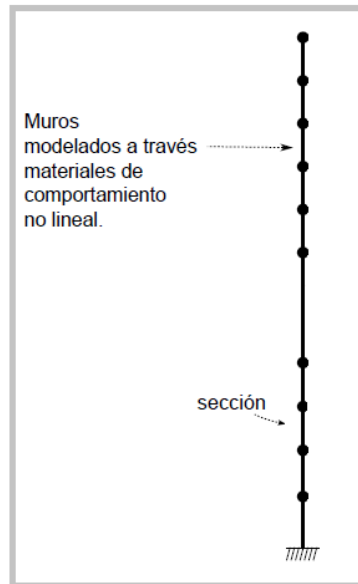 Muros
modelados a través
materiales de
comportamiento
no lineal.
sección